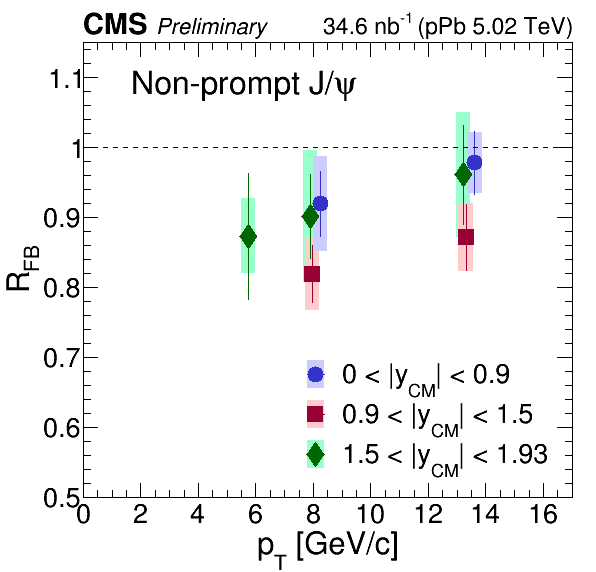 CMS Preliminary 34.6 nb⁻¹ (pPb 5.02 TeV)
Non-prompt J/ψ
1.1
1
0.9
0.8
0.7
0.6
0.5
R_FB
0 < |y_CM| < 0.9
0.9 < |y_CM| < 1.5
1.5 < |y_CM| < 1.93
0 2 4 6 8 10 12 14 16
p_T [GeV/c]